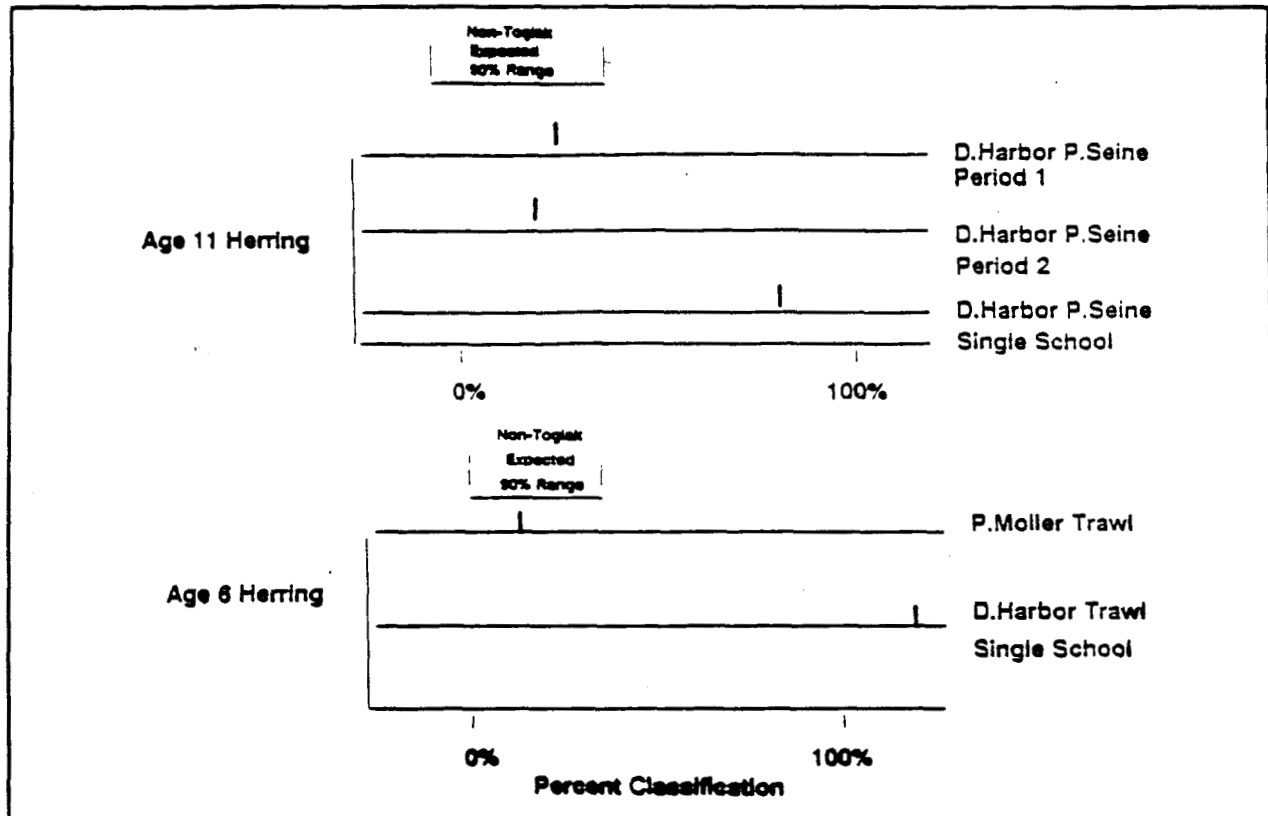 Non-Togiak
Expected
90% Range
D.Harbor P.Seine
Period 1
Age 11 Herring
D.Harbor P.Seine
Period 2
D.Harbor P.Seine
Single School
0%
100%
Non-Togiak
Expected
90% Range
P.Moller Trawl
Age 6 Herring
D.Harbor Trawl
Single School
0%
100%
Percent Classification